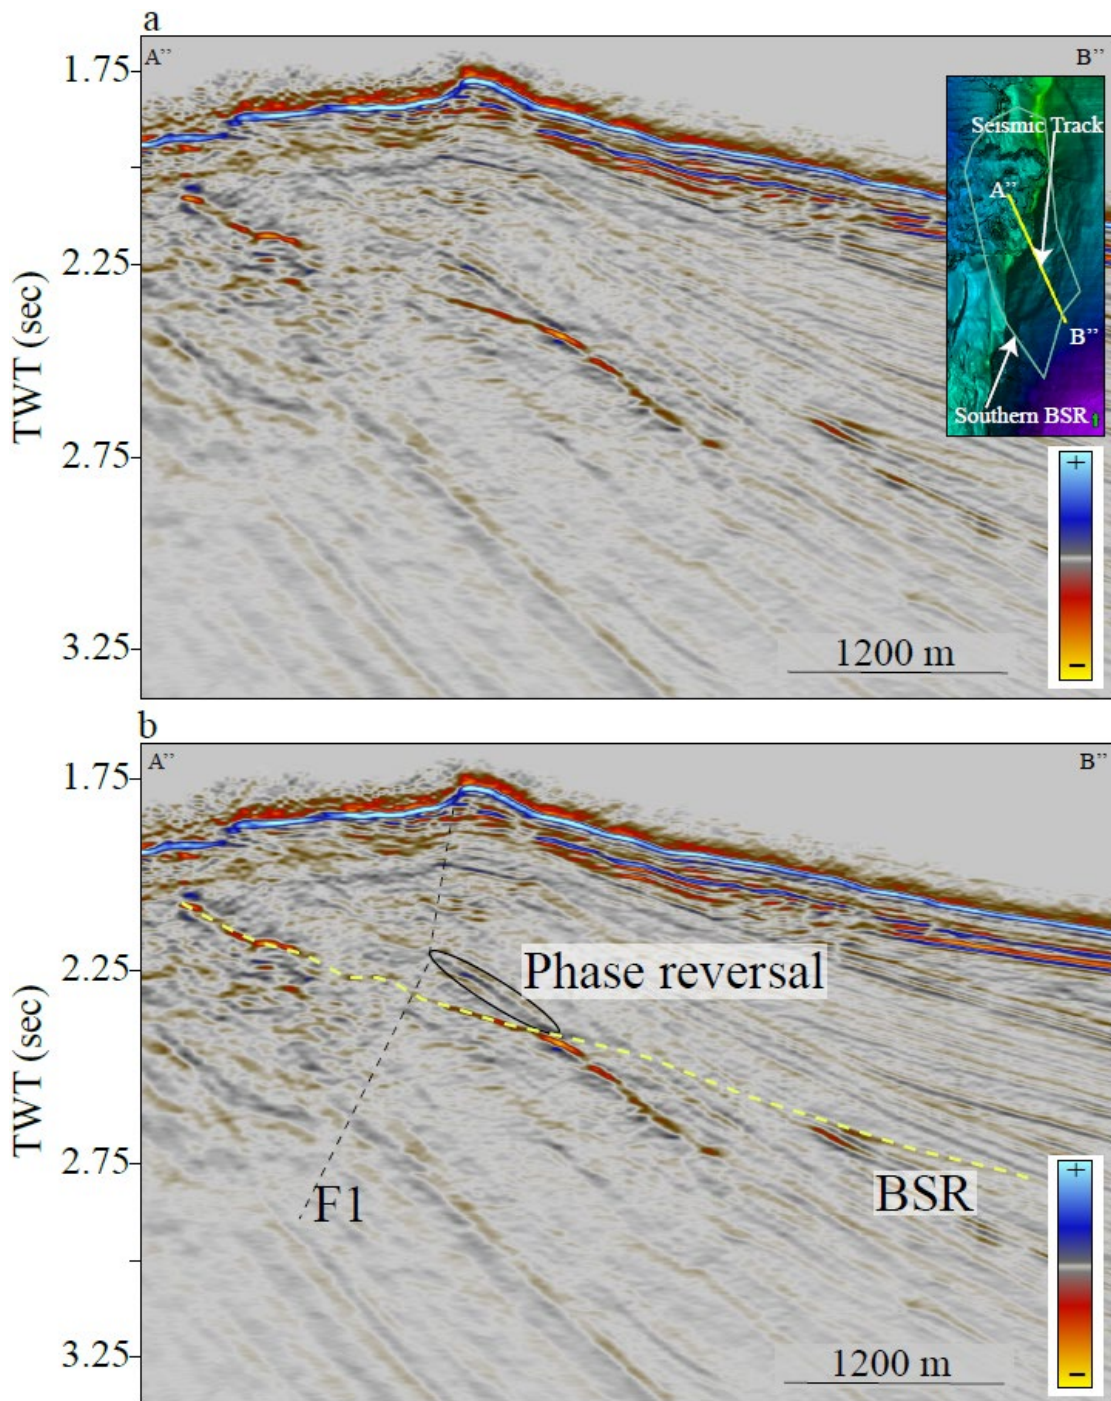 a
A’’
B’’
1.75
2.25
2.75
3.25
TWT (sec)
Seismic Track
A’’
B’’
Southern BSR
+
−
1200 m
b
A’’
B’’
1.75
2.25
2.75
3.25
TWT (sec)
Phase reversal
F1
BSR
+
−
1200 m